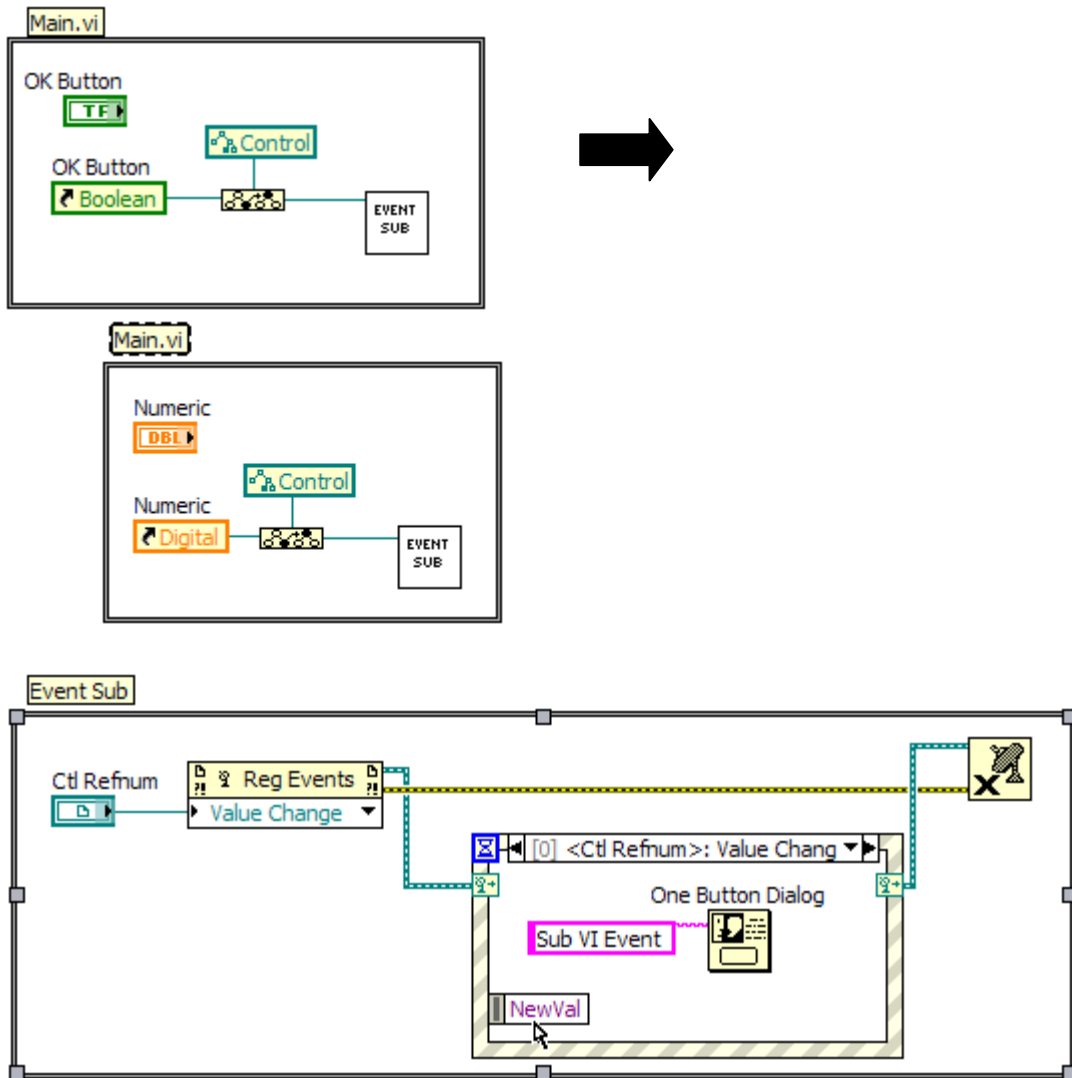 Main.vi
OK Button
TF
Control
OK Button
Boolean
EVENT
SUB
Main.vi
Numeric
DBL
Control
Numeric
Digital
EVENT
SUB
Event Sub
Ctl Refnum
?! Reg Events ?!
Value Change
[0] <Ctl Refnum>: Value Chang
One Button Dialog
Sub VI Event
NewVal